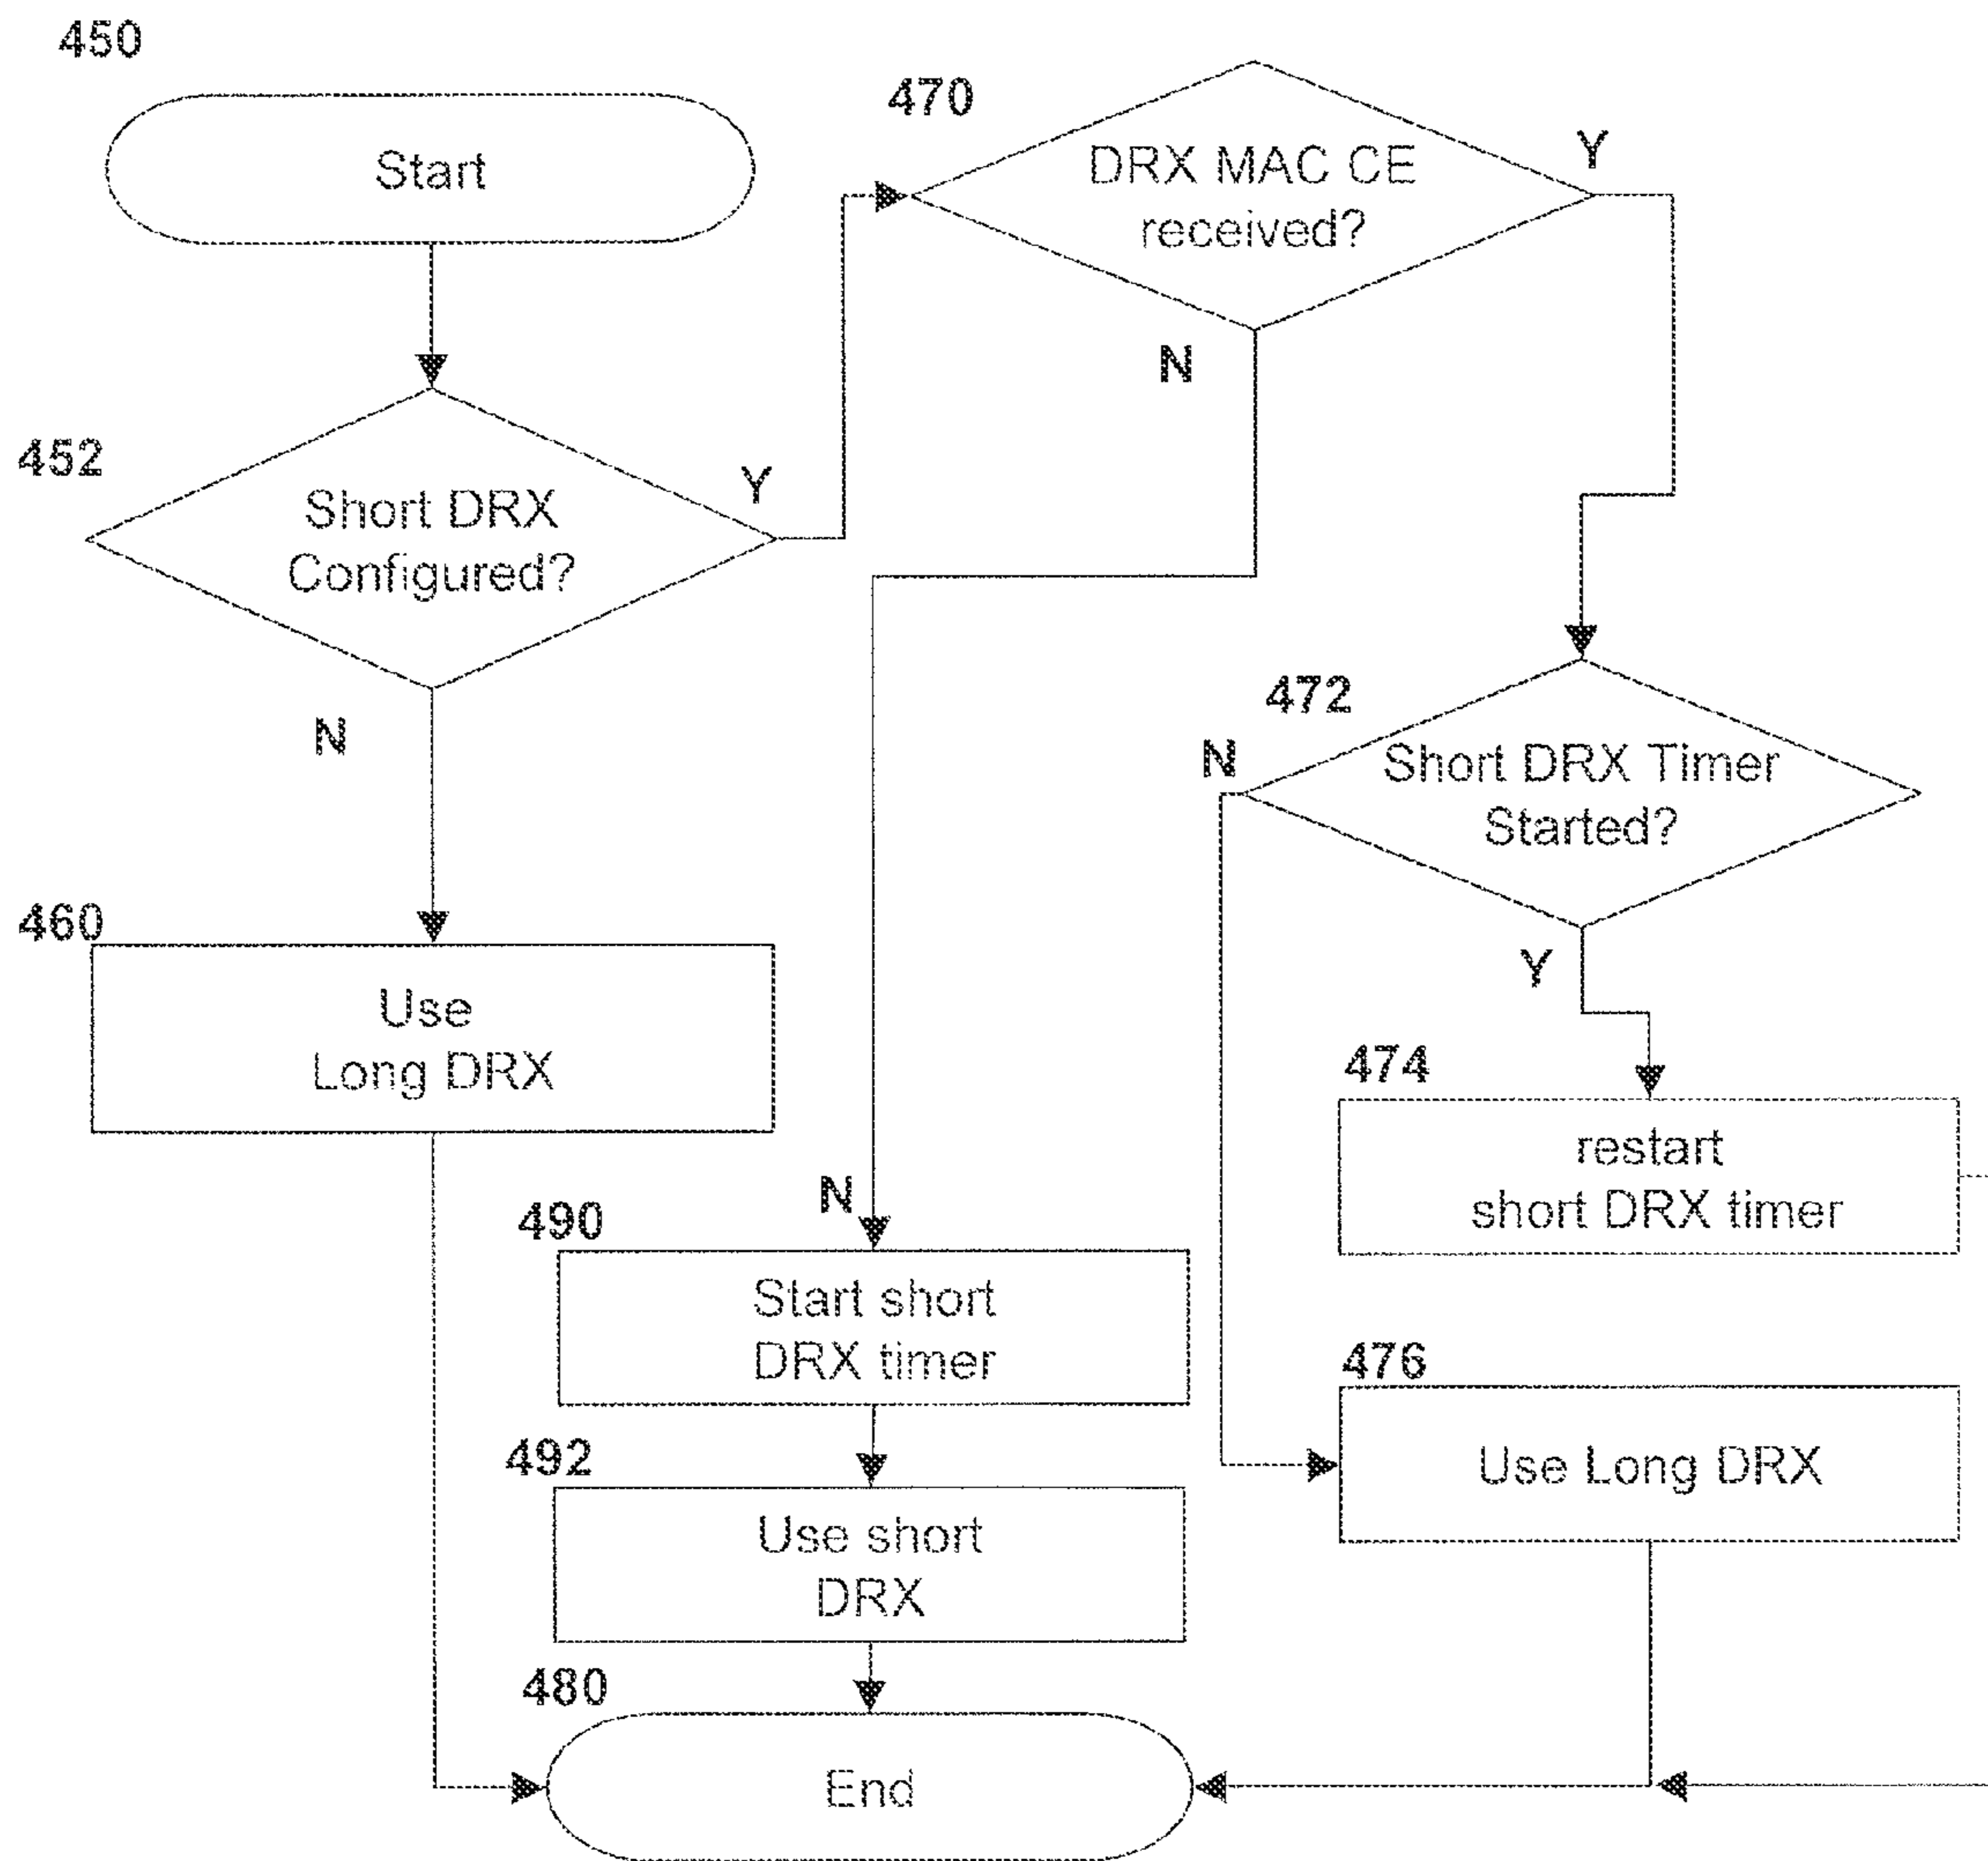 450
Start
452
Short DRX
Configured?
Y
N
460
Use
Long DRX
470
DRX MAC CE
received?
Y
N
472
Short DRX Timer
Started?
N
Y
474
restart
short DRX timer
476
Use Long DRX
N
490
Start short
DRX timer
492
Use short
DRX
480
End